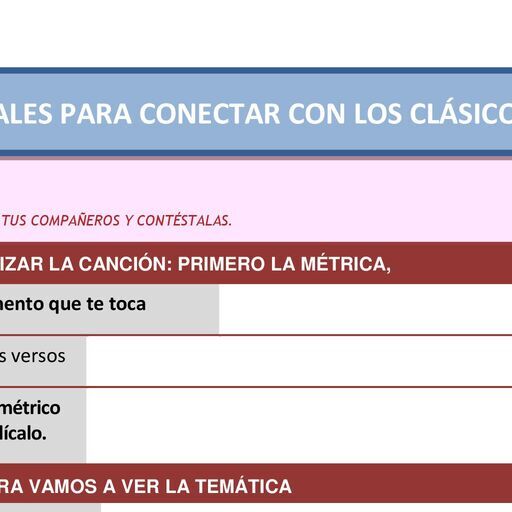 ALES PARA CONECTAR CON LOS CLÁSICO
TUS COMPAÑEROS Y CONTÉSTALAS.
IZAR LA CANCIÓN: PRIMERO LA MÉTRICA,
mento que te toca
s versos
métrico
lícalo.
RA VAMOS A VER LA TEMÁTICA